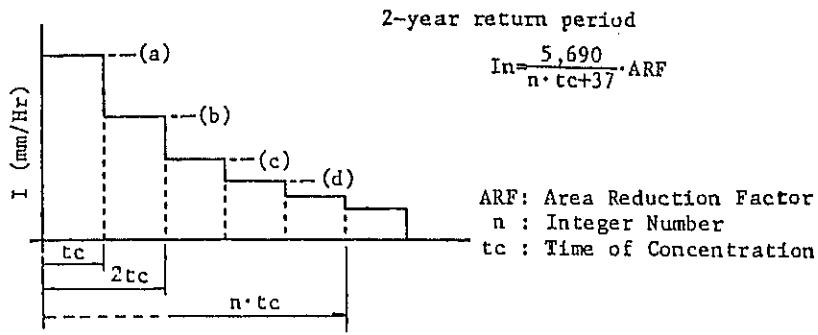 2-year return period
In=5,690/n·tc+37·ARF
I (mm/Hr)
(a)
(b)
(c)
(d)
tc
2tc
n·tc
ARF: Area Reduction Factor
n : Integer Number
tc : Time of Concentration